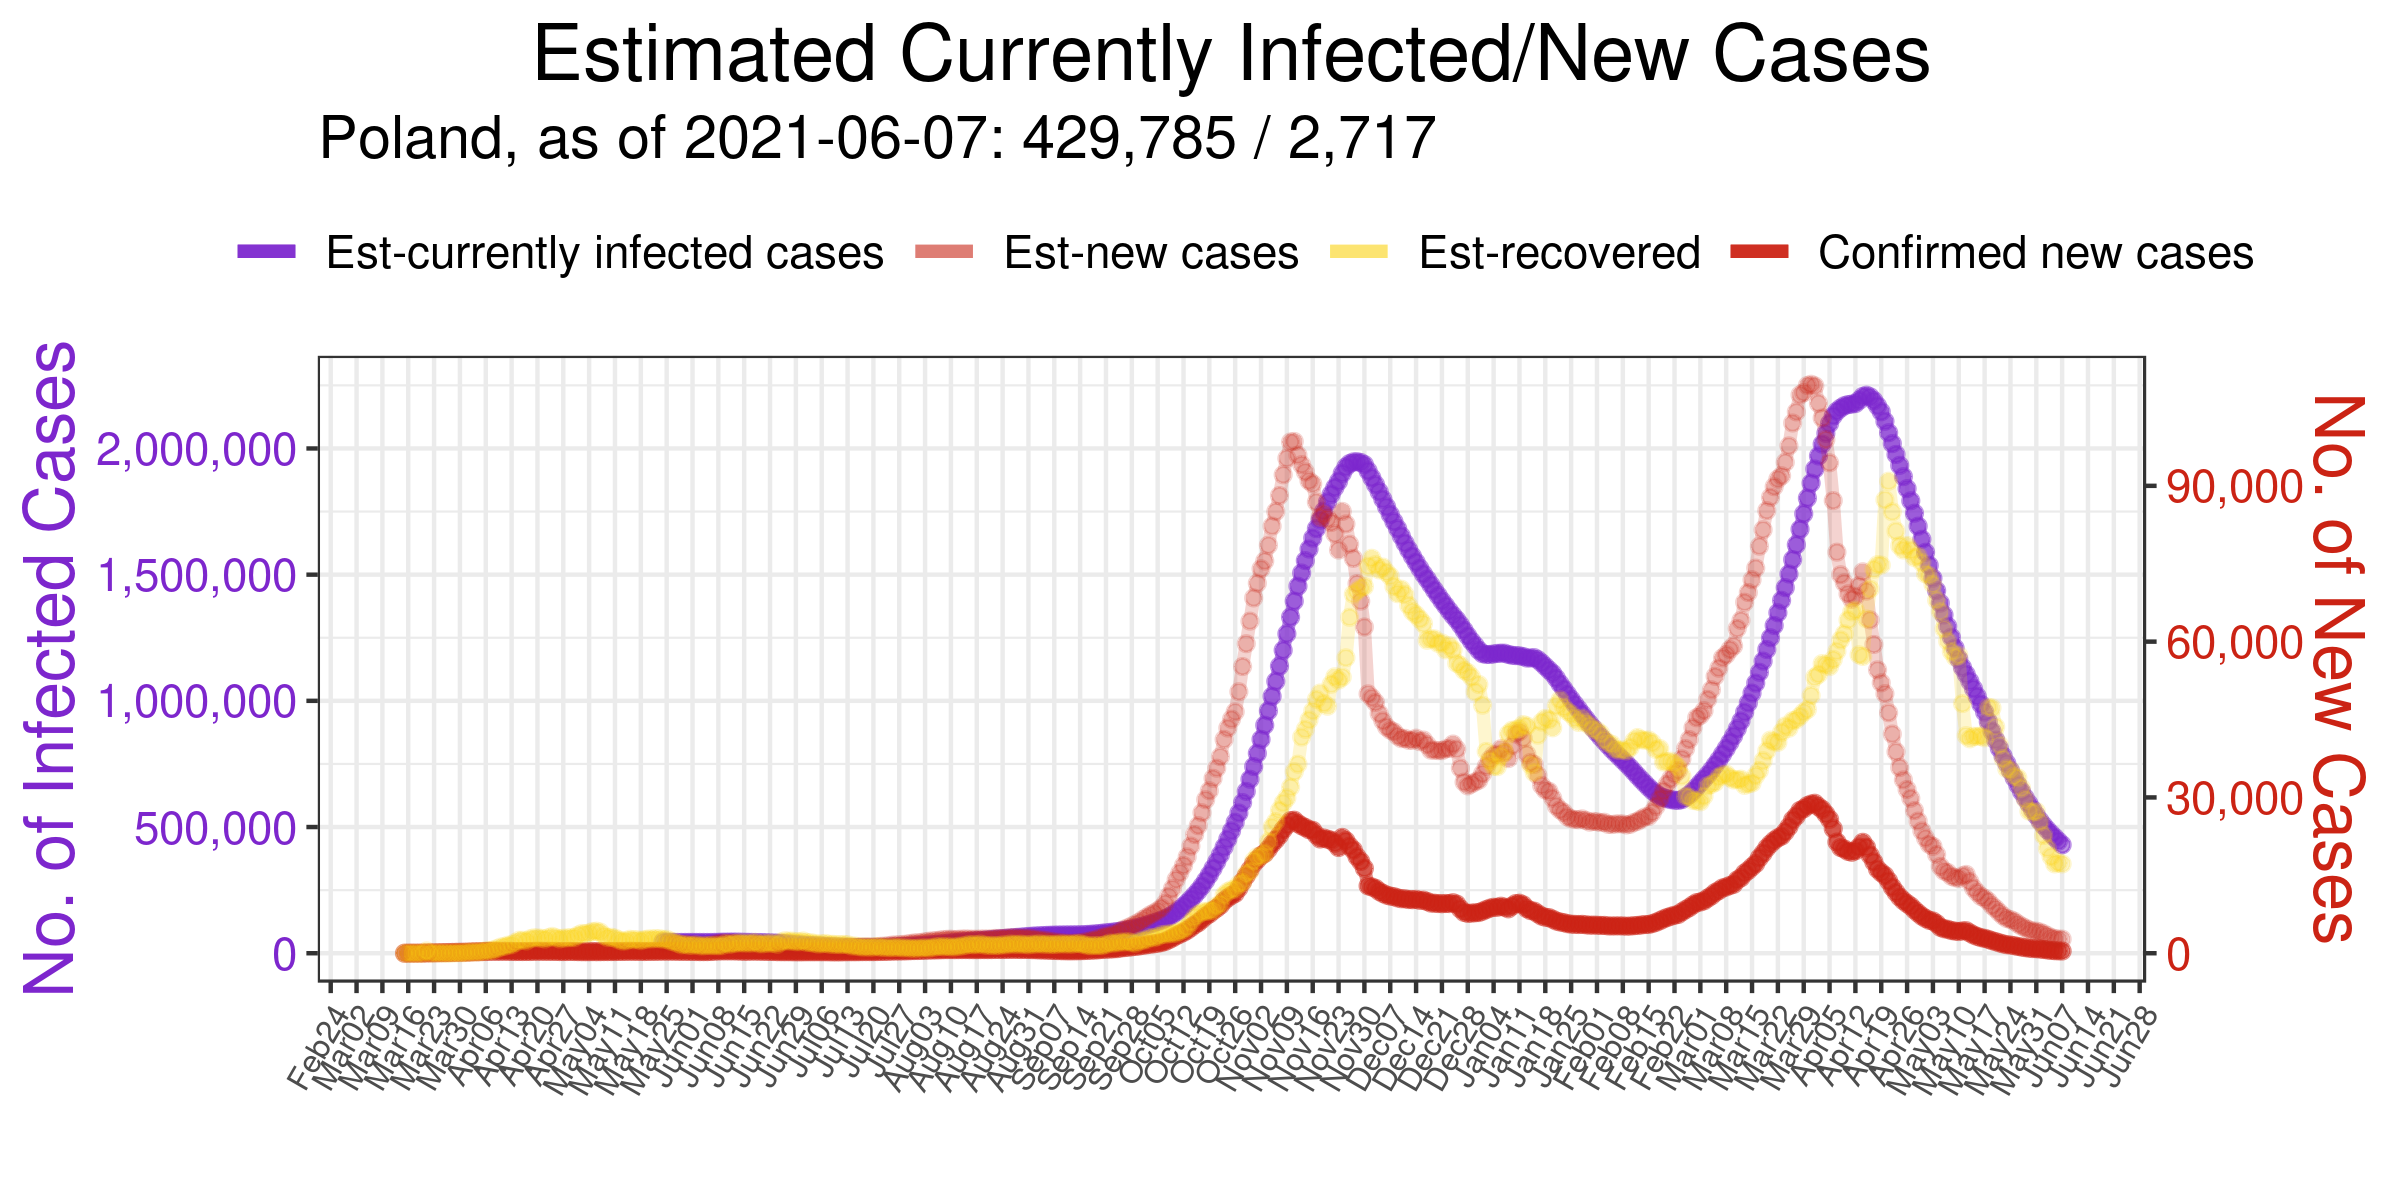 Estimated Currently Infected/New Cases
Poland, as of 2021-06-07: 429,785 / 2,717
Est-currently infected cases Est-new cases Est-recovered Confirmed new cases
No. of Infected Cases
2,000,000
1,500,000
1,000,000
500,000
0
90,000
60,000
30,000
0
No. of New Cases
Feb24 Mar02 Mar09 Mar16 Mar23 Mar30 Apr06 Apr13 Apr20 Apr27 May04 May11 May18 May25 Jun01 Jun08 Jun15 Jun22 Jun29 Jul06 Jul13 Jul20 Jul27 Aug03 Aug10 Aug17 Aug24 Aug31 Sep07 Sep14 Sep21 Sep28 Oct05 Oct12 Oct19 Oct26 Nov02 Nov09 Nov16 Nov23 Nov30 Dec07 Dec14 Dec21 Dec28 Jan04 Jan11 Jan18 Jan25 Feb01 Feb08 Feb15 Feb22 Mar01 Mar08 Mar15 Mar22 Mar29 Apr05 Apr12 Apr19 Apr26 May03 May10 May17 May24 May31 Jun07 Jun14 Jun21 Jun28